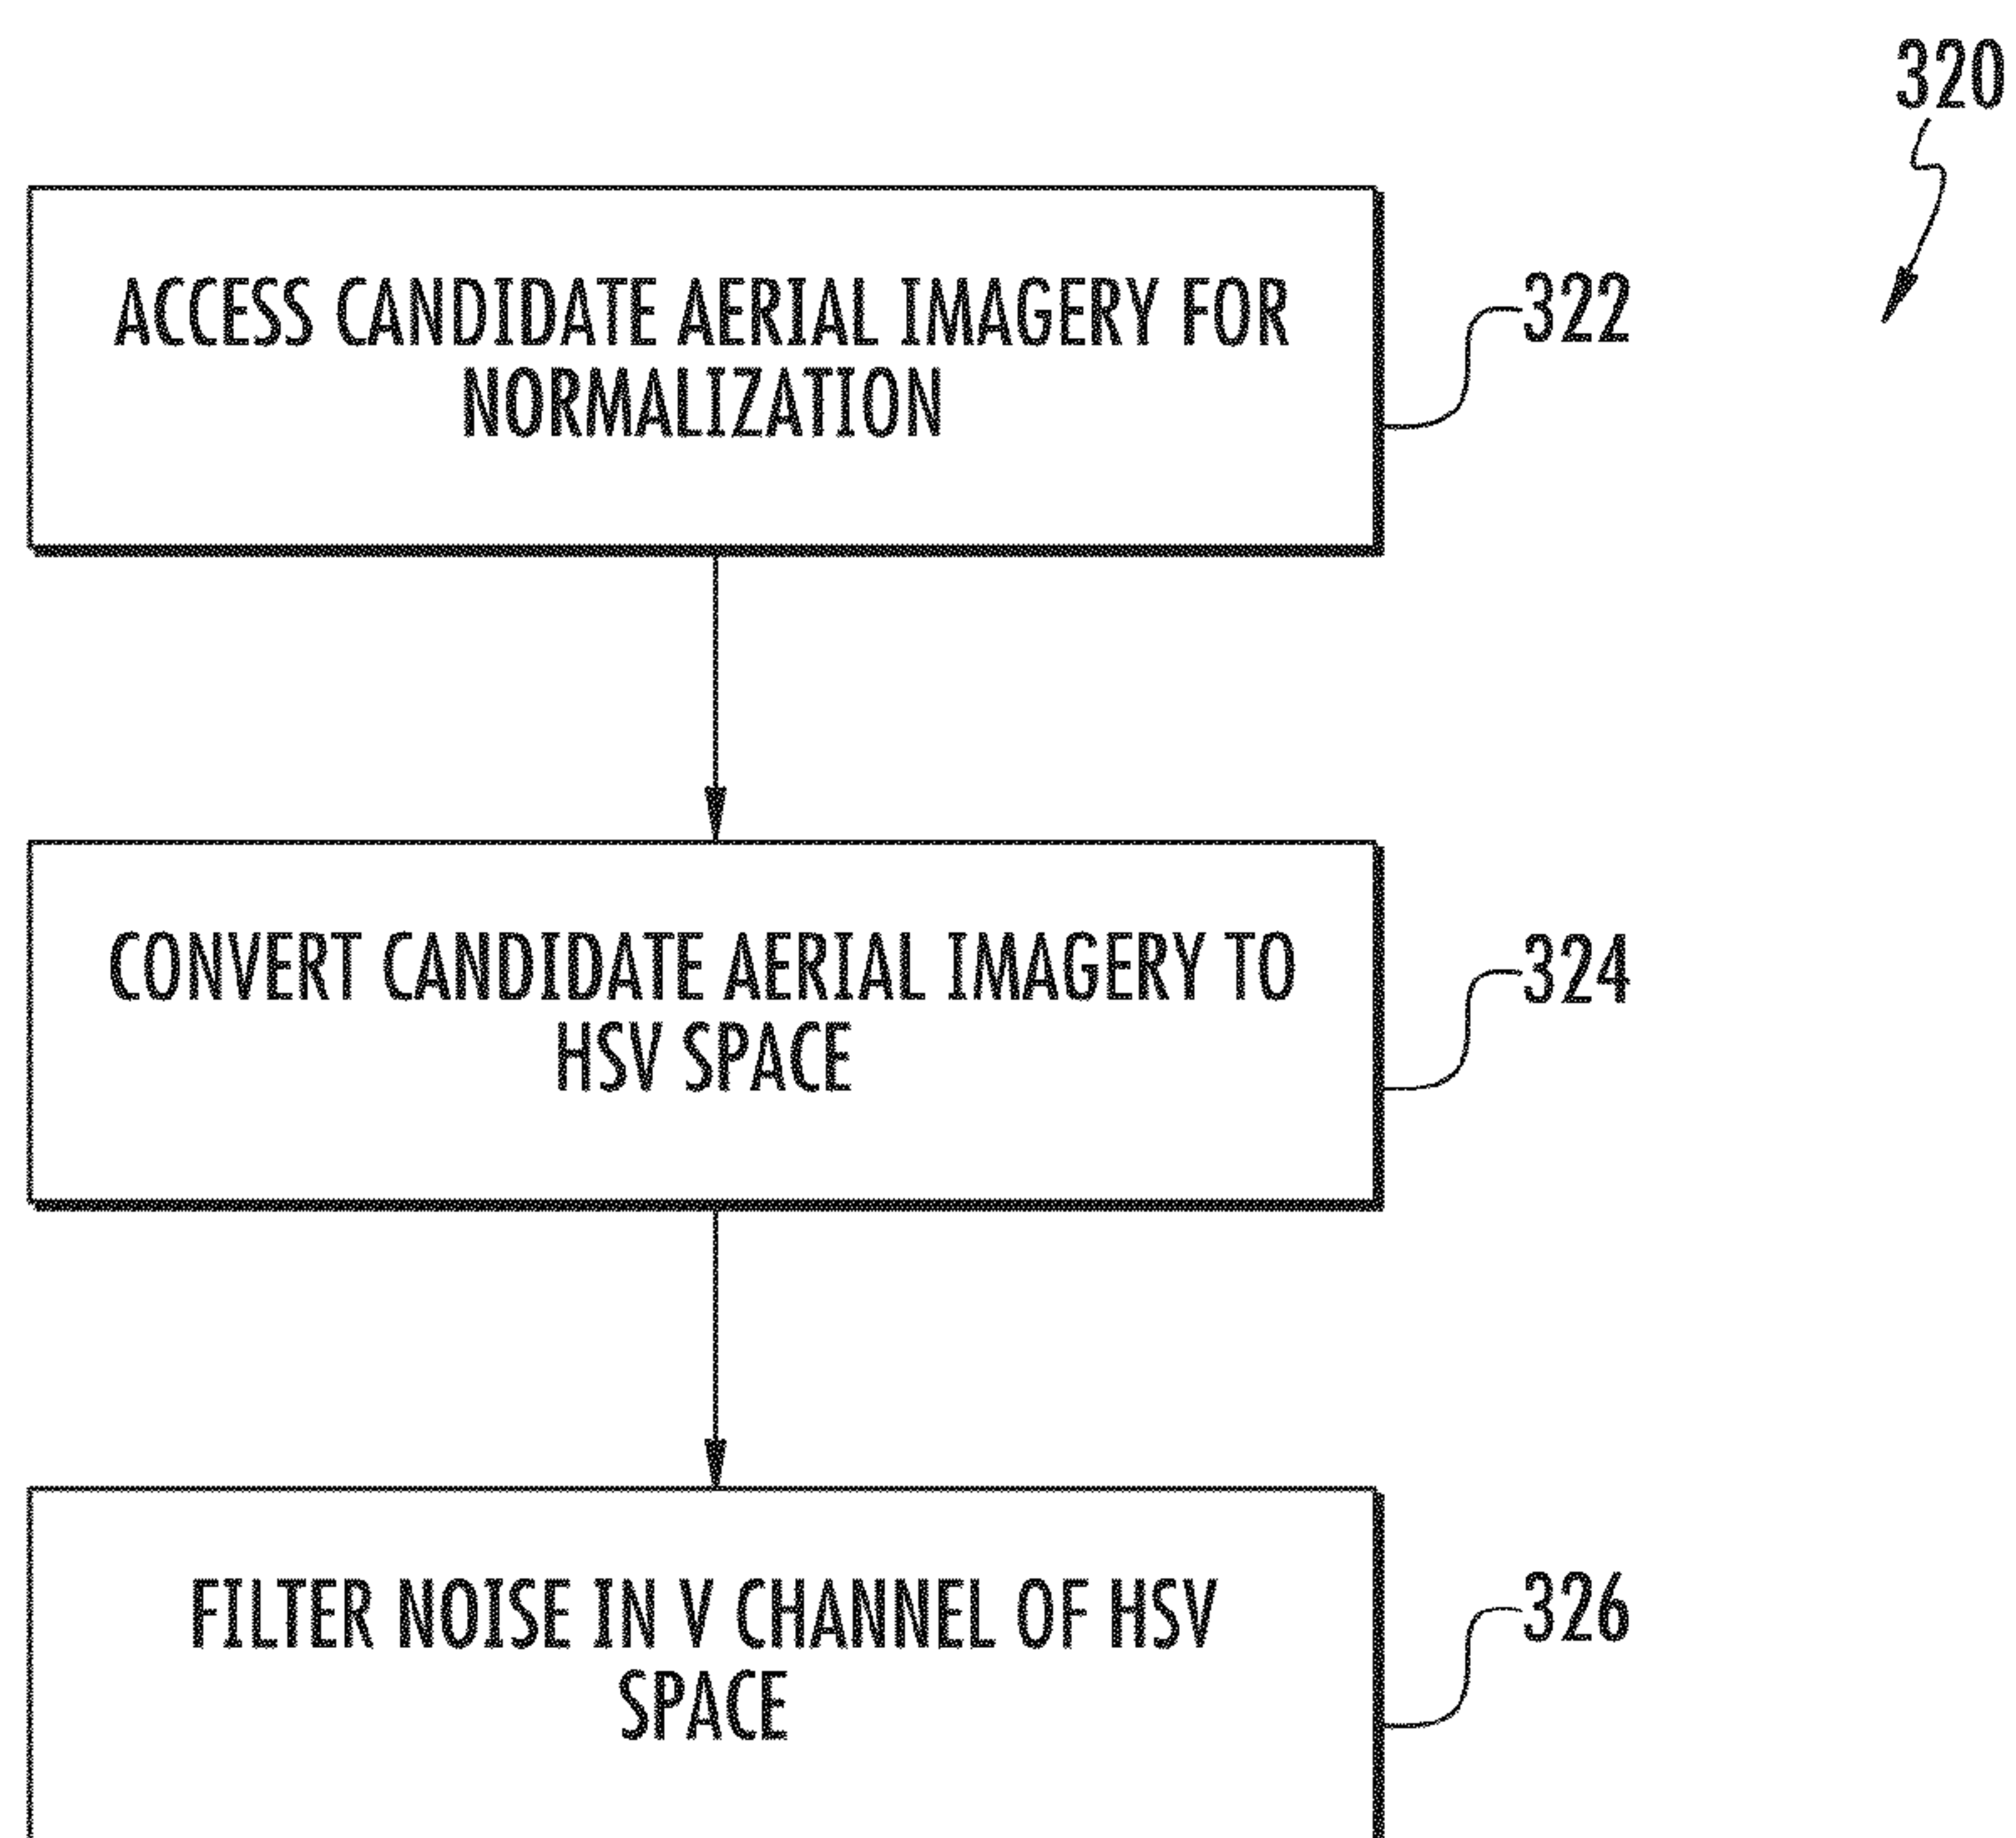 320
ACCESS CANDIDATE AERIAL IMAGERY FOR
NORMALIZATION
322
CONVERT CANDIDATE AERIAL IMAGERY TO
HSV SPACE
324
FILTER NOISE IN V CHANNEL OF HSV
SPACE
326